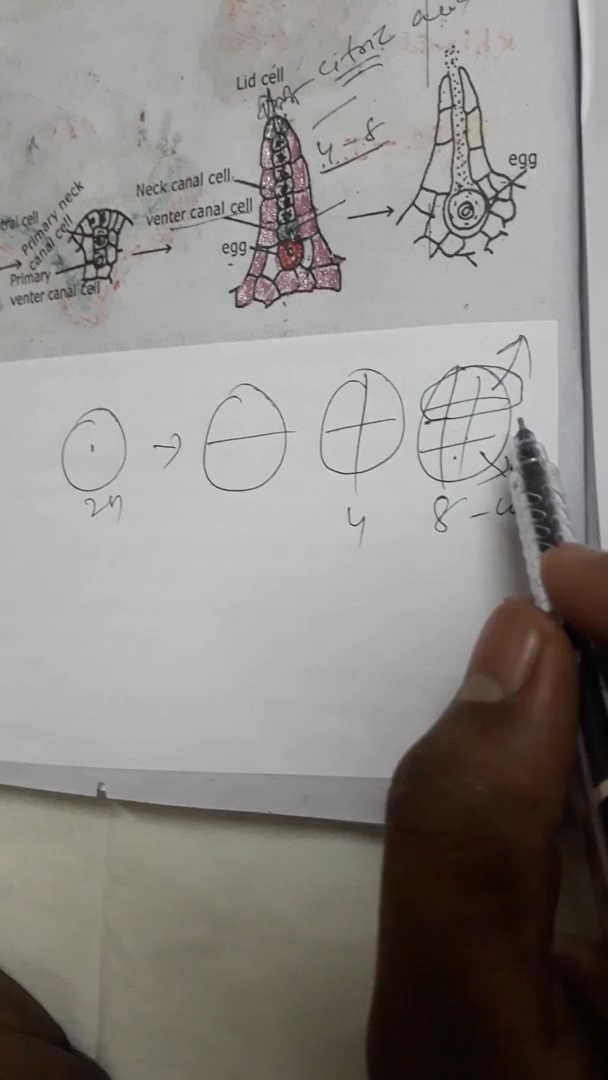 Lid cell
citric
4-8
Neck canal cell
venter canal cell
egg
egg
Primary neck
canal cell
Primary
venter canal cell
2n
4
8 -